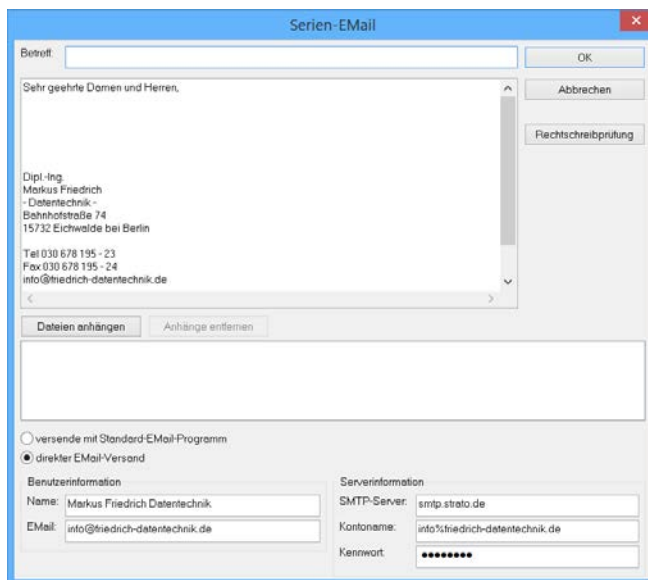 Serien-EMail
Betreff:
OK
Sehr geehrte Damen und Herren,
Abbrechen
Rechtschreibprüfung
Dipl.-Ing.
Markus Friedrich
- Datentechnik -
Bahnhofstraße 74
15732 Eichwalde bei Berlin
Tel 030 678 195 - 23
Fax 030 678 195 - 24
info@friedrich-datentechnik.de
Dateien anhängen Anhänge entfernen
versende mit Standard-EMail-Programm
direkter EMail-Versand
Benutzerinformation Serverinformation
Name: Markus Friedrich Datentechnik SMTP-Server: smtp.strato.de
EMail: info@friedrich-datentechnik.de Kontoname: info%friedrich-datentechnik.de
Kennwort ●●●●●●●●